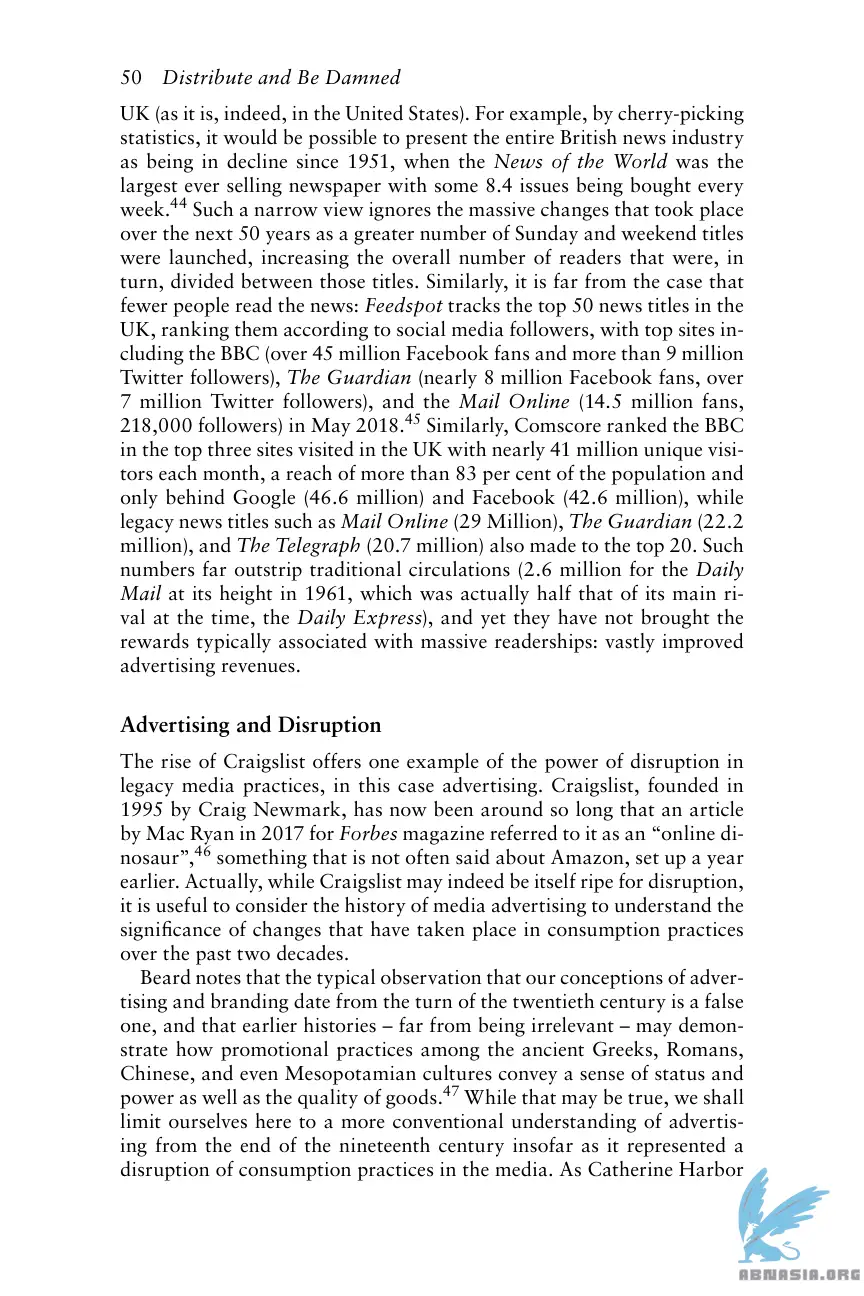 50 Distribute and Be Damned
UK (as it is, indeed, in the United States). For example, by cherry-picking
statistics, it would be possible to present the entire British news industry
as being in decline since 1951, when the News of the World was the
largest ever selling newspaper with some 8.4 issues being bought every
week.44 Such a narrow view ignores the massive changes that took place
over the next 50 years as a greater number of Sunday and weekend titles
were launched, increasing the overall number of readers that were, in
turn, divided between those titles. Similarly, it is far from the case that
fewer people read the news: Feedspot tracks the top 50 news titles in the
UK, ranking them according to social media followers, with top sites in-
cluding the BBC (over 45 million Facebook fans and more than 9 million
Twitter followers), The Guardian (nearly 8 million Facebook fans, over
7 million Twitter followers), and the Mail Online (14.5 million fans,
218,000 followers) in May 2018.45 Similarly, Comscore ranked the BBC
in the top three sites visited in the UK with nearly 41 million unique visi-
tors each month, a reach of more than 83 per cent of the population and
only behind Google (46.6 million) and Facebook (42.6 million), while
legacy news titles such as Mail Online (29 Million), The Guardian (22.2
million), and The Telegraph (20.7 million) also made to the top 20. Such
numbers far outstrip traditional circulations (2.6 million for the Daily
Mail at its height in 1961, which was actually half that of its main ri-
val at the time, the Daily Express), and yet they have not brought the
rewards typically associated with massive readerships: vastly improved
advertising revenues.
Advertising and Disruption
The rise of Craigslist offers one example of the power of disruption in
legacy media practices, in this case advertising. Craigslist, founded in
1995 by Craig Newmark, has now been around so long that an article
by Mac Ryan in 2017 for Forbes magazine referred to it as an “online di-
nosaur”,46 something that is not often said about Amazon, set up a year
earlier. Actually, while Craigslist may indeed be itself ripe for disruption,
it is useful to consider the history of media advertising to understand the
significance of changes that have taken place in consumption practices
over the past two decades.
Beard notes that the typical observation that our conceptions of adver-
tising and branding date from the turn of the twentieth century is a false
one, and that earlier histories – far from being irrelevant – may demon-
strate how promotional practices among the ancient Greeks, Romans,
Chinese, and even Mesopotamian cultures convey a sense of status and
power as well as the quality of goods.47 While that may be true, we shall
limit ourselves here to a more conventional understanding of advertis-
ing from the end of the nineteenth century insofar as it represented a
disruption of consumption practices in the media. As Catherine Harbor
ABNASIA.ORG